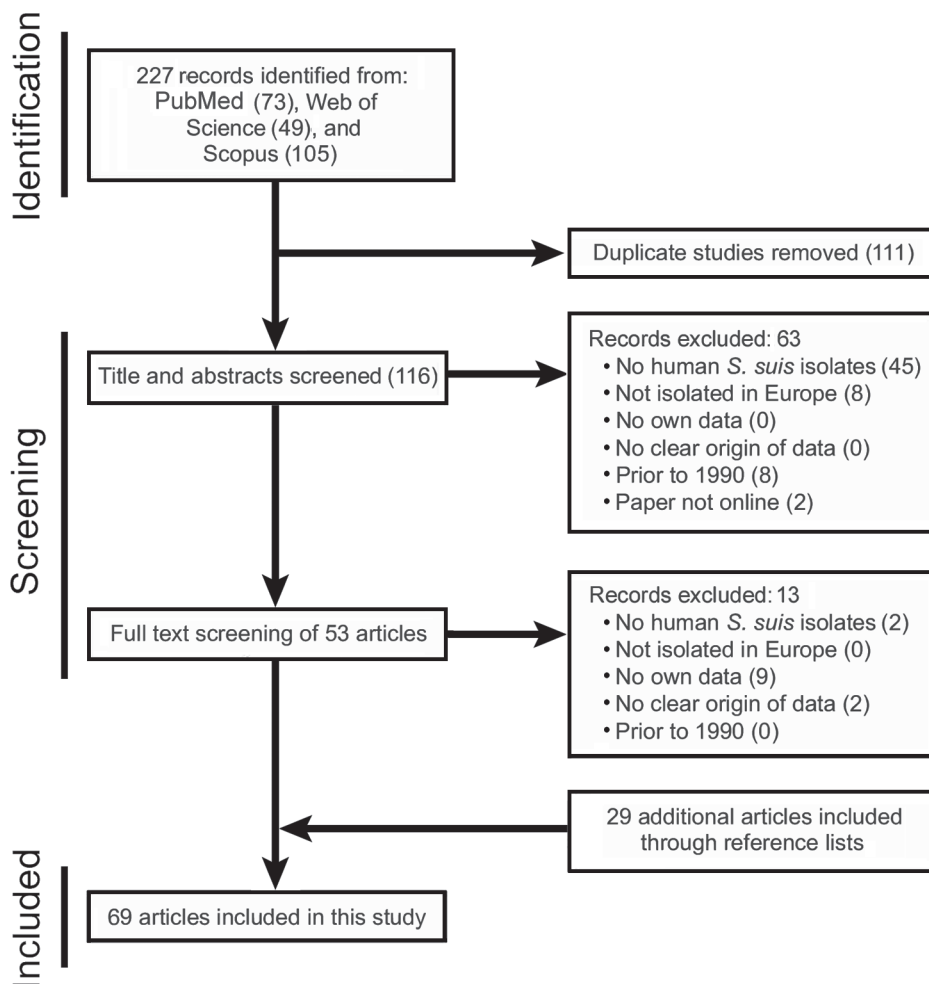 Identification
227 records identified from:
PubMed (73), Web of
Science (49), and
Scopus (105)
Duplicate studies removed (111)
Screening
Title and abstracts screened (116)
Records excluded: 63
• No human S. suis isolates (45)
• Not isolated in Europe (8)
• No own data (0)
• No clear origin of data (0)
• Prior to 1990 (8)
• Paper not online (2)
Full text screening of 53 articles
Records excluded: 13
• No human S. suis isolates (2)
• Not isolated in Europe (0)
• No own data (9)
• No clear origin of data (2)
• Prior to 1990 (0)
29 additional articles included
through reference lists
Included
69 articles included in this study